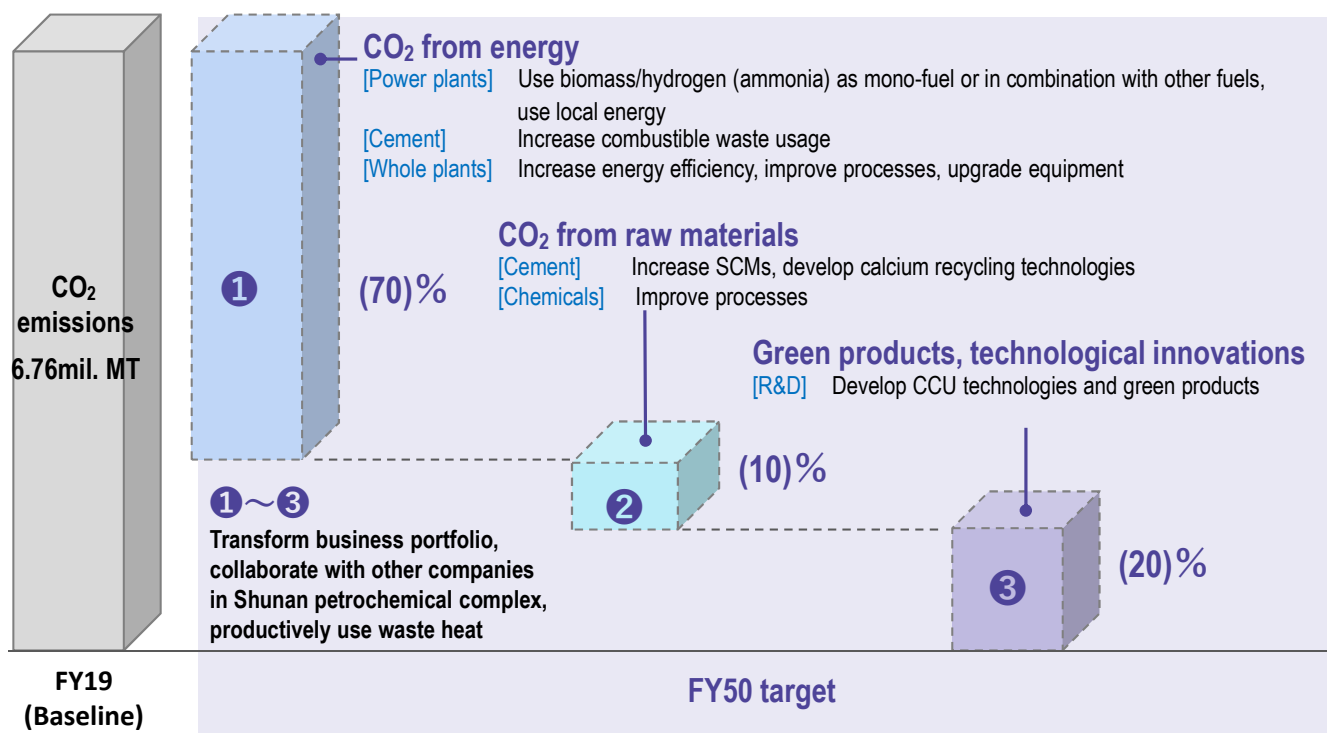 CO₂ from energy
[Power plants] Use biomass/hydrogen (ammonia) as mono-fuel or in combination with other fuels,
use local energy
[Cement] Increase combustible waste usage
[Whole plants] Increase energy efficiency, improve processes, upgrade equipment
CO₂ from raw materials
[Cement] Increase SCMs, develop calcium recycling technologies
[Chemicals] Improve processes
CO₂
emissions
6.76mil. MT
❶
(70)%
Green products, technological innovations
[R&D] Develop CCU technologies and green products
❷
(10)%
❶～❸
Transform business portfolio,
collaborate with other companies
in Shunan petrochemical complex,
productively use waste heat
❸
(20)%
FY19
(Baseline)
FY50 target